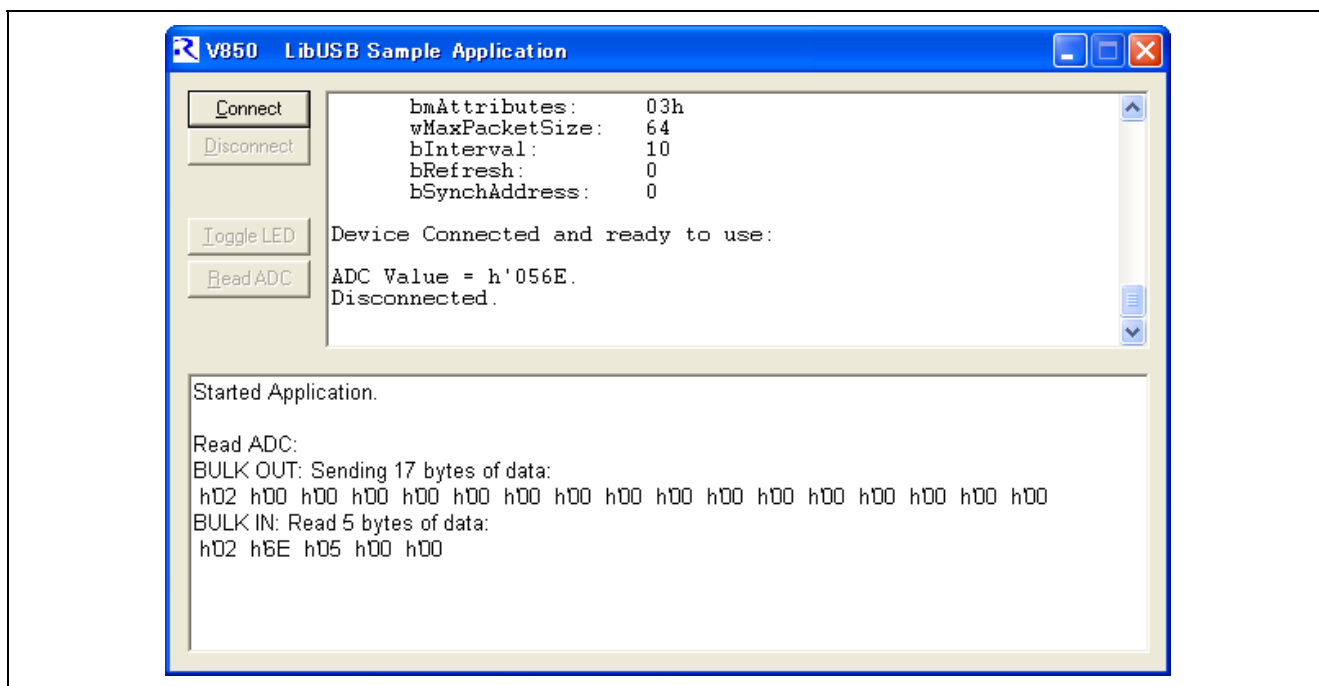 V850 LibUSB Sample Application
Connect
Disconnect
Toggle LED
Read ADC
bmAttributes: 03h
wMaxPacketSize: 64
bInterval: 10
bRefresh: 0
bSynchAddress: 0
Device Connected and ready to use:
ADC Value = h'056E.
Disconnected.
Started Application.
Read ADC:
BULK OUT: Sending 17 bytes of data:
h'02 h'00 h'00 h'00 h'00 h'00 h'00 h'00 h'00 h'00 h'00 h'00 h'00 h'00 h'00 h'00 h'00
BULK IN: Read 5 bytes of data:
h'02 h'6E h'05 h'00 h'00